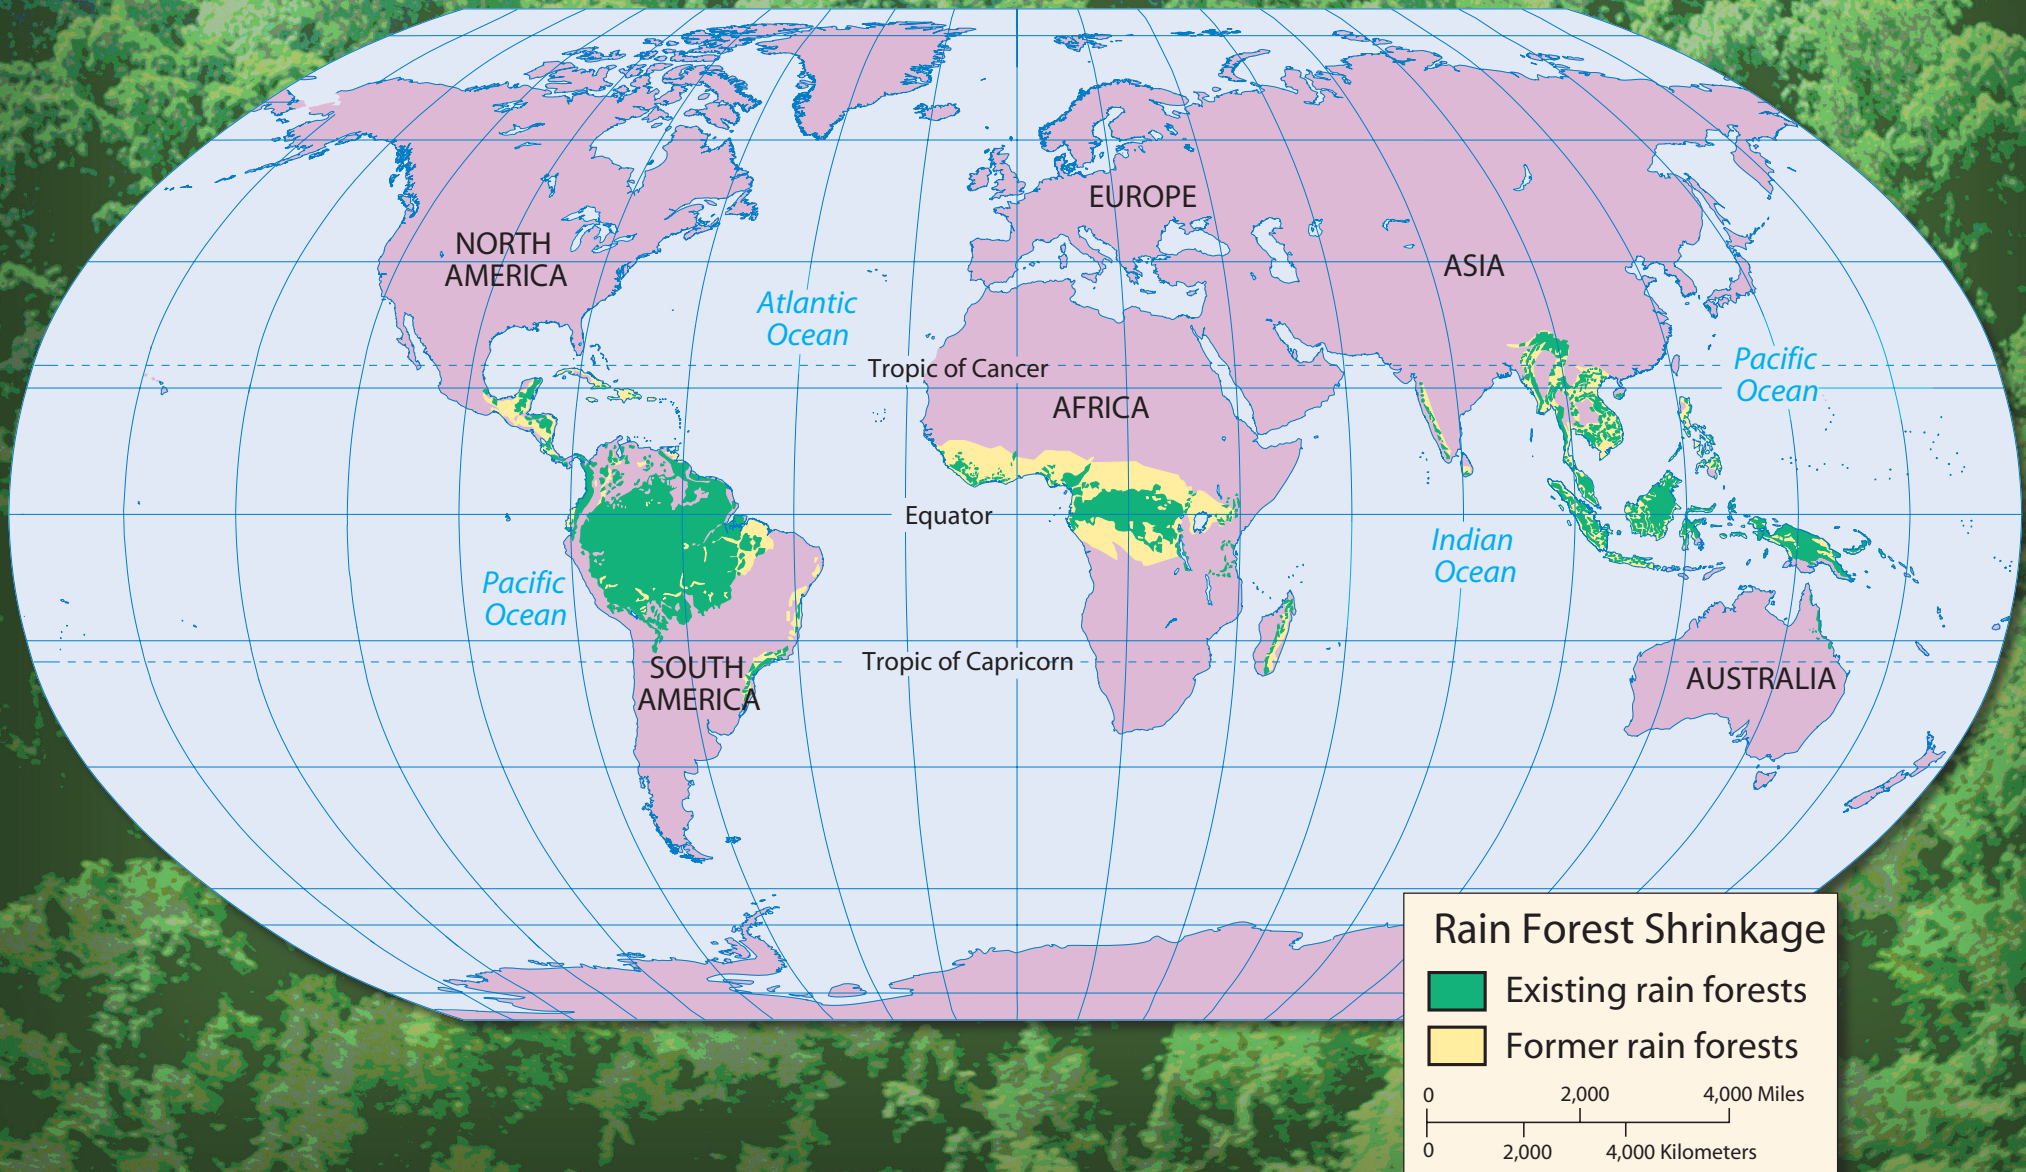 NORTH
AMERICA
EUROPE
ASIA
Atlantic
Ocean
Tropic of Cancer
AFRICA
Pacific
Ocean
Equator
Indian
Ocean
Pacific
Ocean
SOUTH
AMERICA
Tropic of Capricorn
AUSTRALIA
Rain Forest Shrinkage
Existing rain forests
Former rain forests
0 2,000 4,000 Miles
0 2,000 4,000 Kilometers